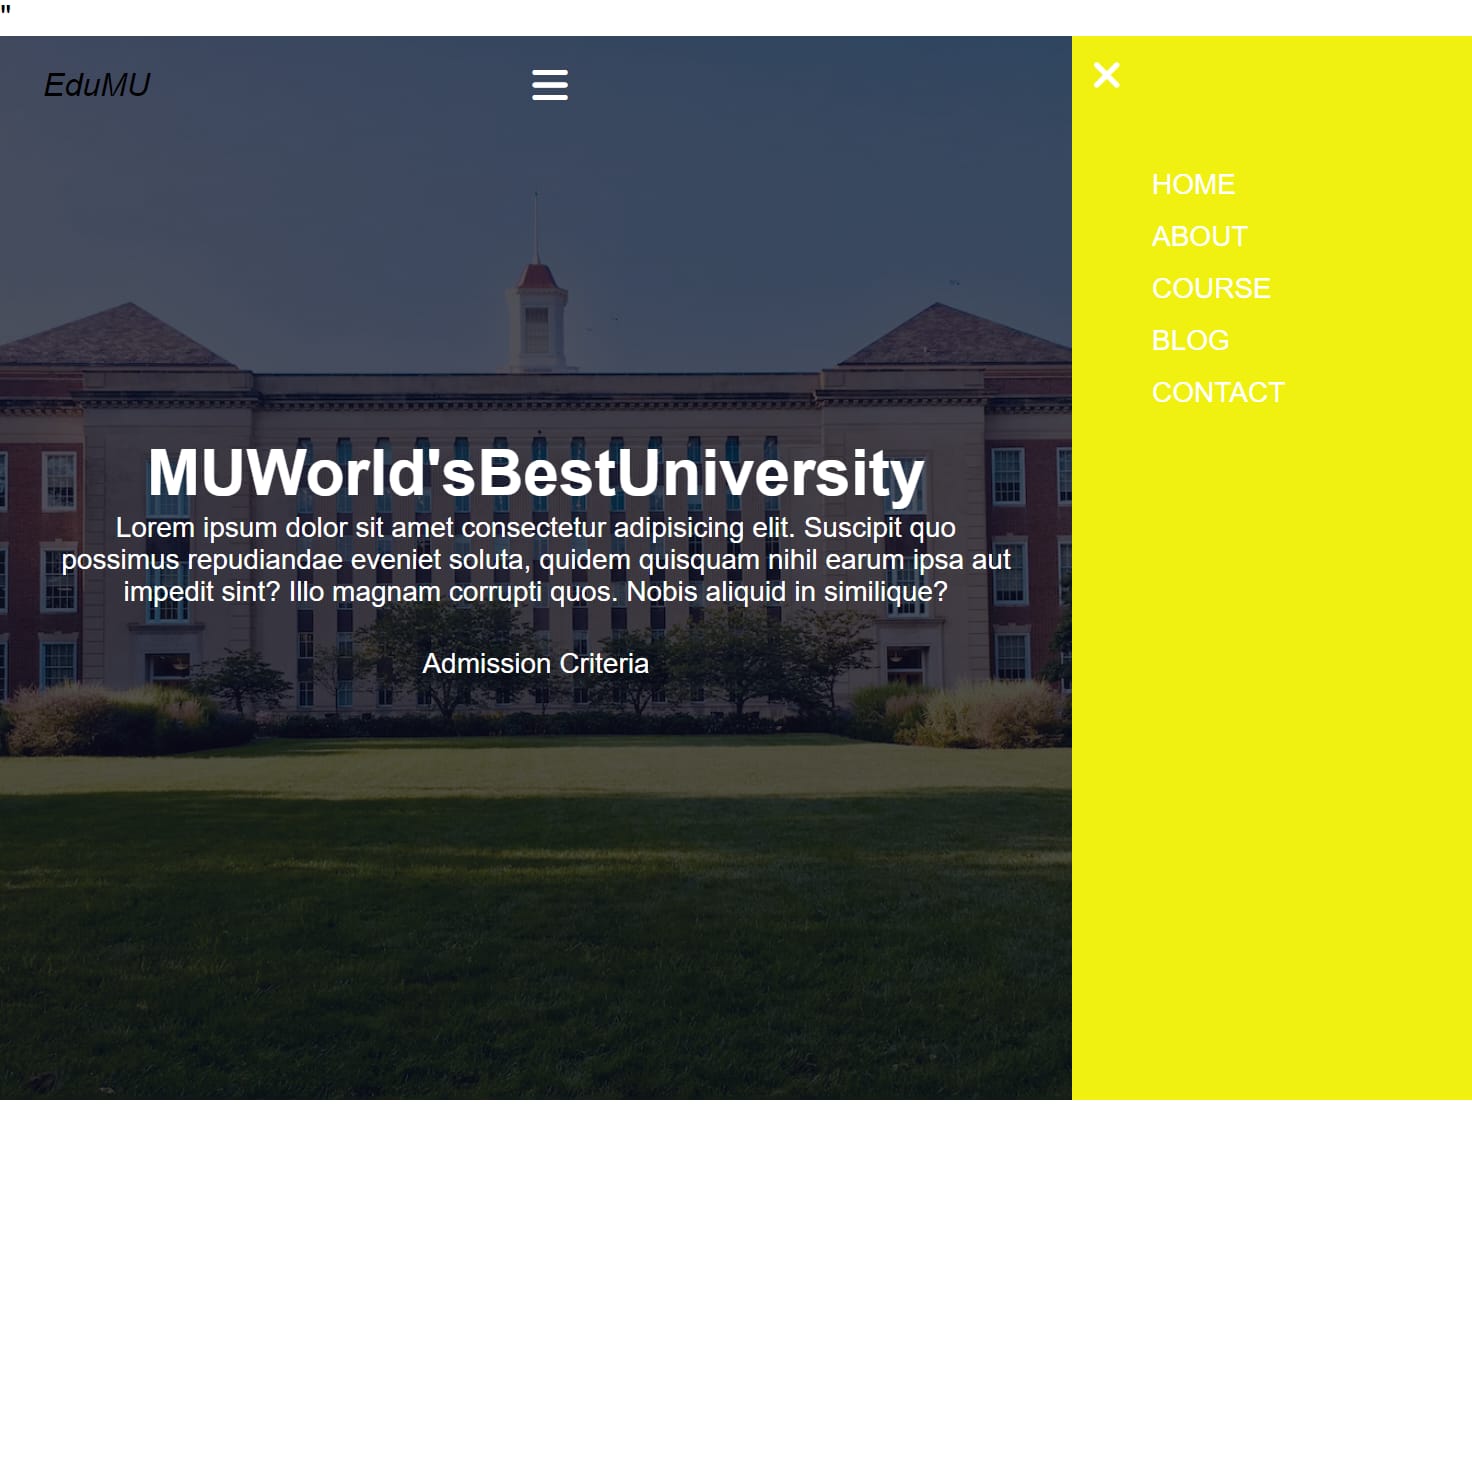 "
EduMU
HOME
ABOUT
COURSE
BLOG
CONTACT
MUWorld'sBestUniversity
Lorem ipsum dolor sit amet consectetur adipisicing elit. Suscipit quo
possimus repudiandae eveniet soluta, quidem quisquam nihil earum ipsa aut
impedit sint? Illo magnam corrupti quos. Nobis aliquid in similique?
Admission Criteria